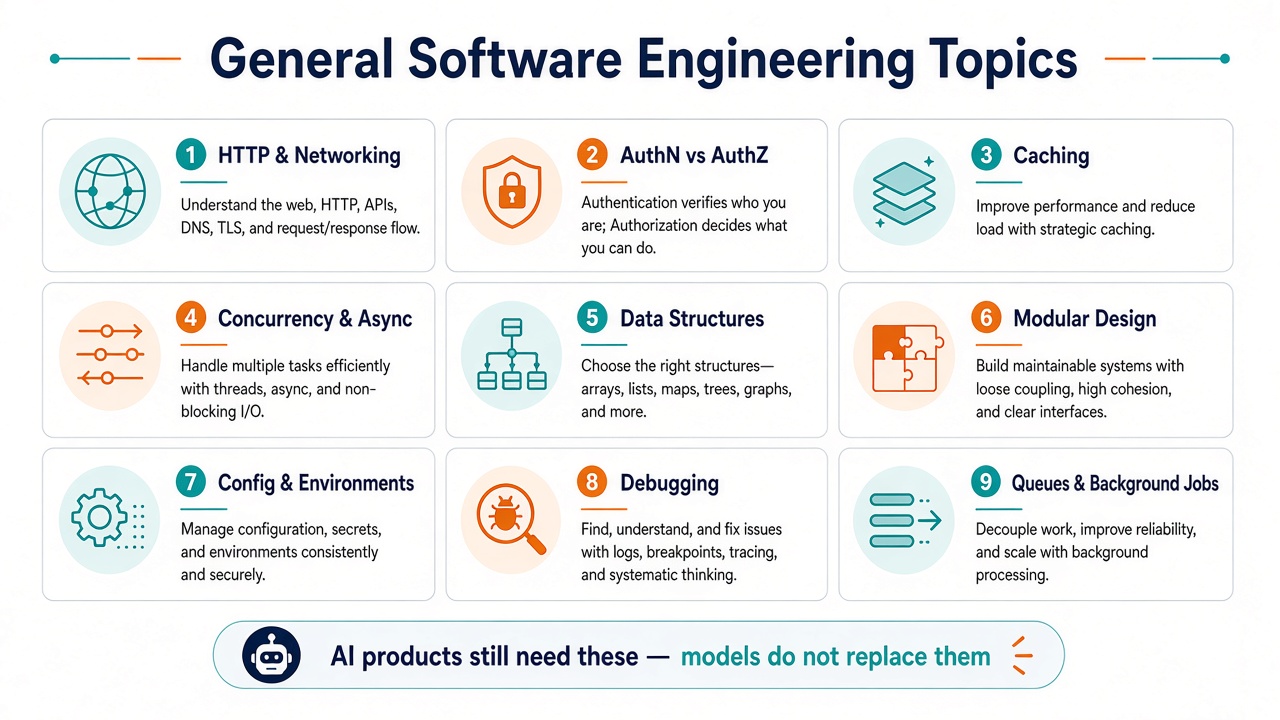 General Software Engineering Topics
1 HTTP & Networking
Understand the web, HTTP, APIs,
DNS, TLS, and request/response flow.
2 AuthN vs AuthZ
Authentication verifies who you
are; Authorization decides what
you can do.
3 Caching
Improve performance and reduce
load with strategic caching.
4 Concurrency & Async
Handle multiple tasks efficiently
with threads, async, and non-
blocking I/O.
5 Data Structures
Choose the right structures—
arrays, lists, maps, trees, graphs,
and more.
6 Modular Design
Build maintainable systems with
loose coupling, high cohesion,
and clear interfaces.
7 Config & Environments
Manage configuration, secrets,
and environments consistently
and securely.
8 Debugging
Find, understand, and fix issues
with logs, breakpoints, tracing,
and systematic thinking.
9 Queues & Background Jobs
Decouple work, improve reliability,
and scale with background
processing.
AI products still need these — models do not replace them